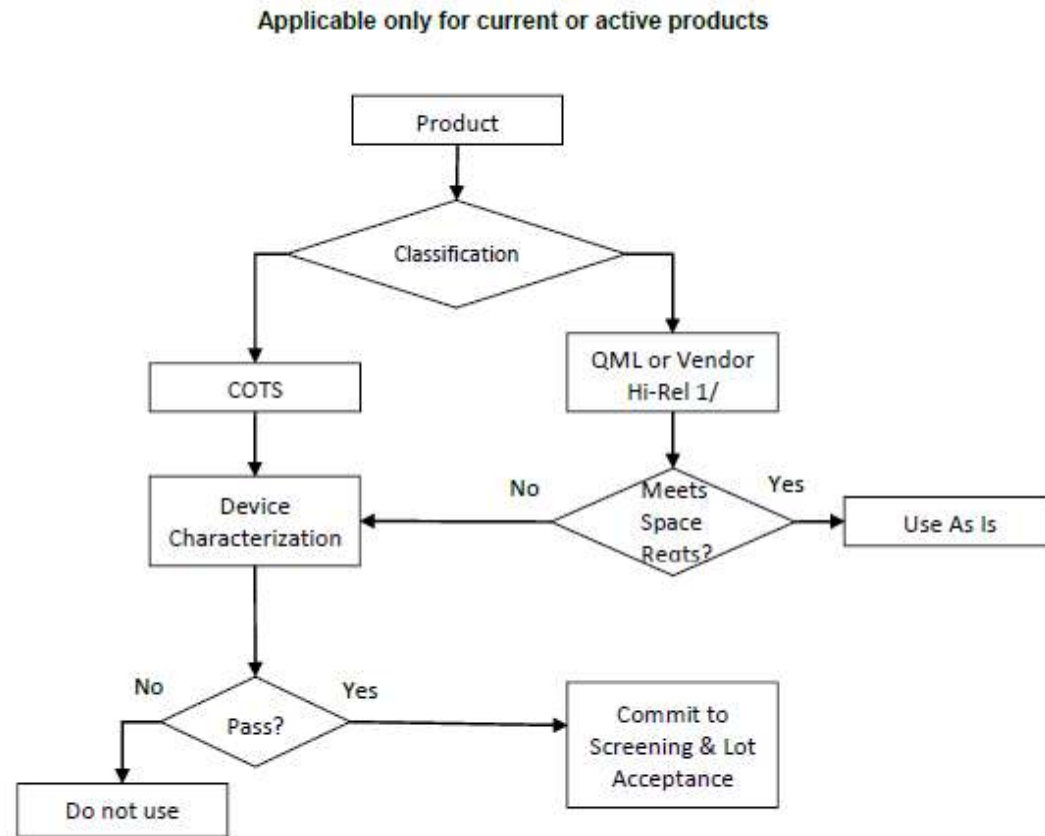 Applicable only for current or active products
Product
Classification
COTS
QML or Vendor
Hi-Rel 1/
No
Meets
Space
Reqts?
Yes
Device
Characterization
Use As Is
No
Yes
Pass?
Commit to
Screening & Lot
Acceptance
Do not use